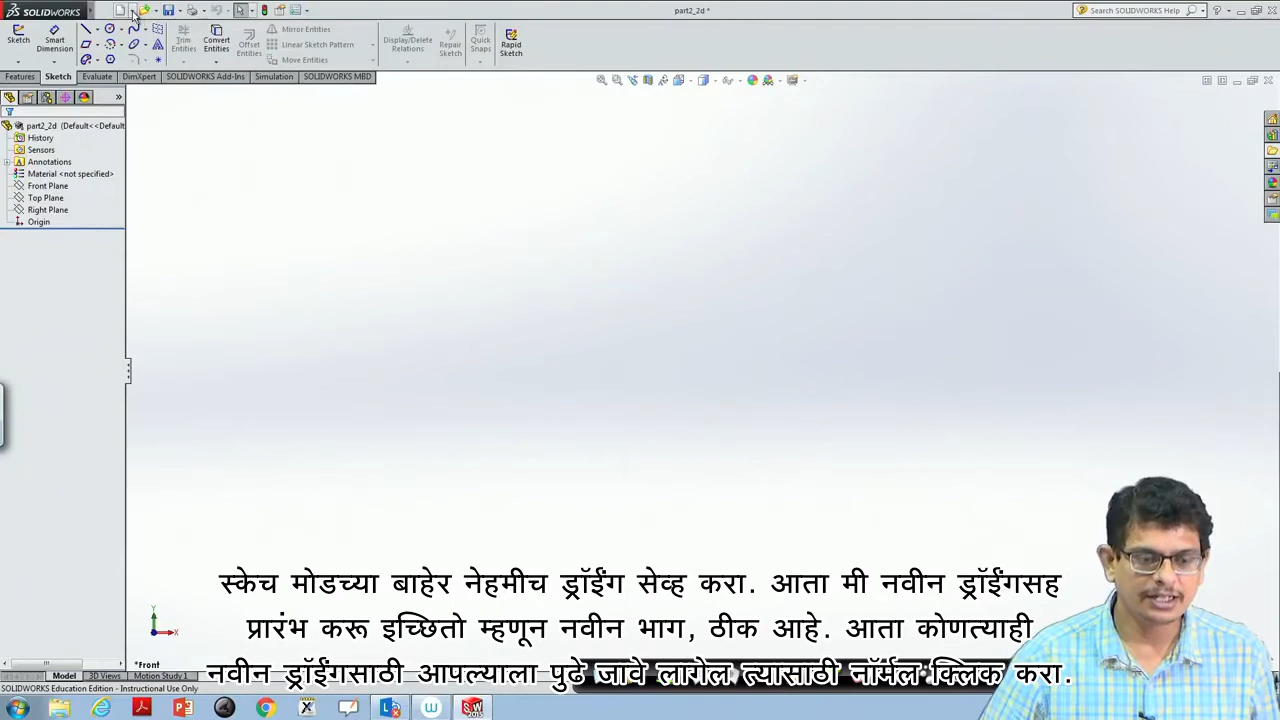 SOLIDWORKS
part2_2d *
Search SOLIDWORKS Help
Sketch
Smart Dimension
Trim Entities
Convert Entities
Offset Entities
Mirror Entities
Linear Sketch Pattern
Move Entities
Display/Delete Relations
Repair Sketch
Quick Snaps
Rapid Sketch
Features
Sketch
Evaluate
DimXpert
SOLIDWORKS Add-Ins
Simulation
SOLIDWORKS MBD
part2_2d (Default<<Default
History
Sensors
Annotations
Material <not specified>
Front Plane
Top Plane
Right Plane
Origin
स्केच मोडच्या बाहेर नेहमीच ड्रॉईंग सेव्ह करा. आता मी नवीन ड्रॉईंगसह
प्रारंभ करू इच्छितो म्हणून नवीन भाग, ठीक आहे. आता कोणत्याही
नवीन ड्रॉईंगसाठी आपल्याला पुढे जावे लागेल त्यासाठी नॉर्मल क्लिक करा.
Y
X
*Front
Model
3D Views
Motion Study 1
SOLIDWORKS Education Edition - Instructional Use Only